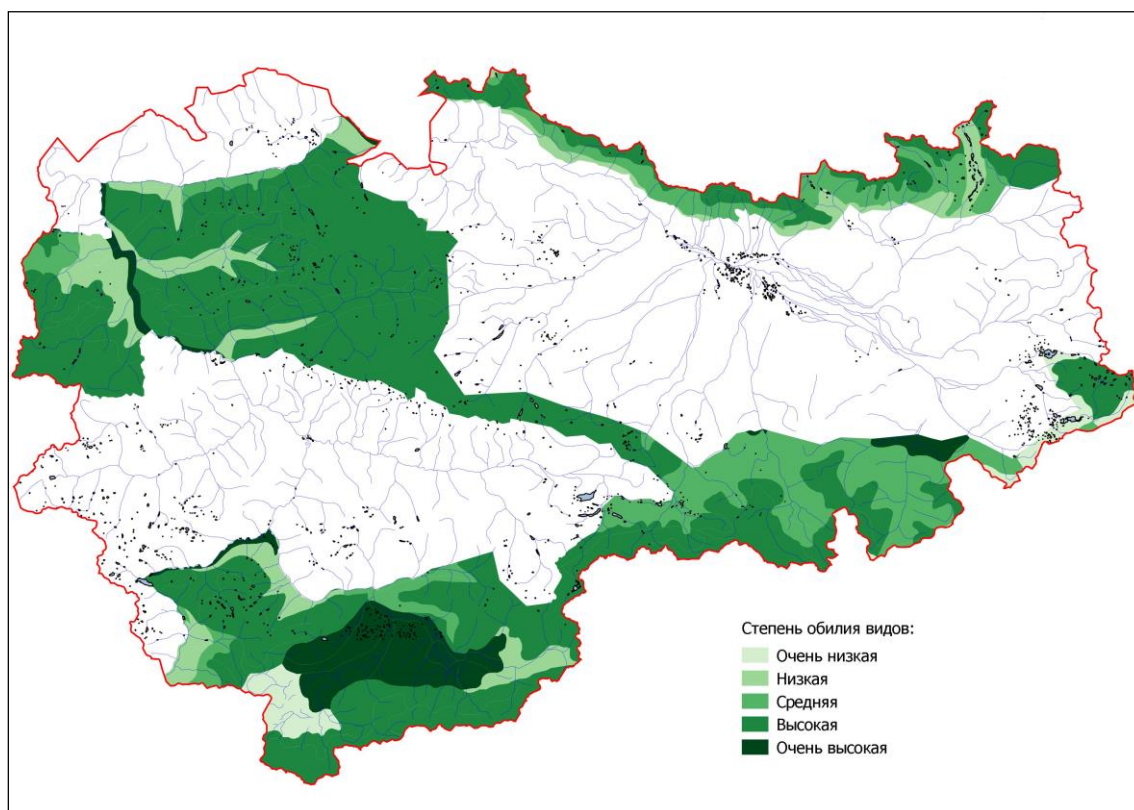 Степень обилия видов:
Очень низкая
Низкая
Средняя
Высокая
Очень высокая